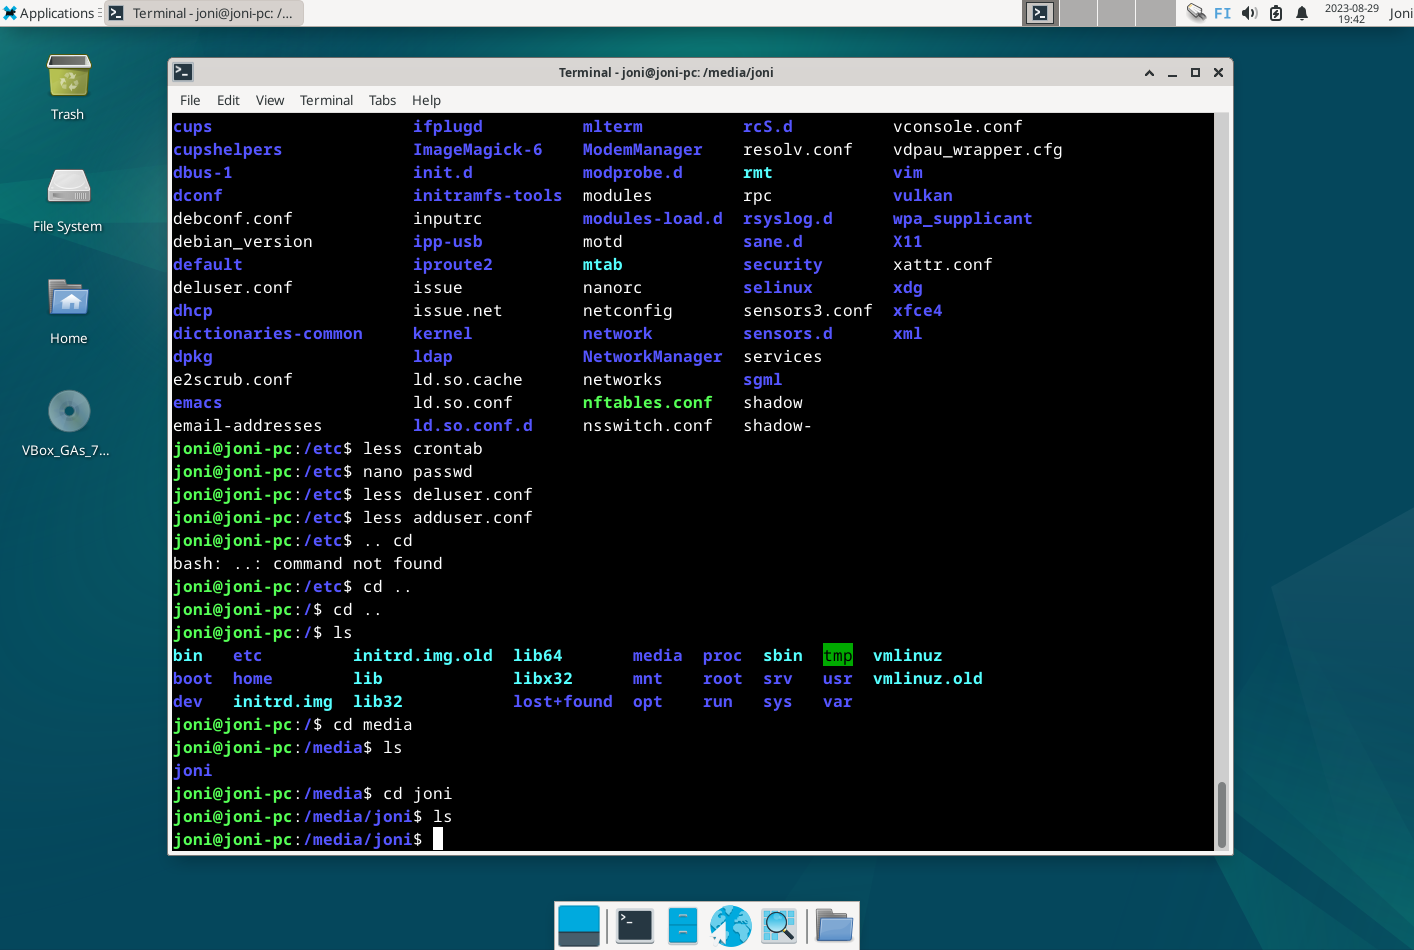 Applications
Terminal - joni@joni-pc: /...
FI
2023-08-29
19:42
Joni
Trash
File System
Home
VBox_GAs_7...
Terminal - joni@joni-pc: /media/joni
File Edit View Terminal Tabs Help
cups ifplugd mlterm rcS.d vconsole.conf
cupshelpers ImageMagick-6 ModemManager resolv.conf vdpau_wrapper.cfg
dbus-1 init.d modprobe.d rmt vim
dconf initramfs-tools modules rpc vulkan
debconf.conf inputrc modules-load.d rsyslog.d wpa_supplicant
debian_version ipp-usb motd sane.d X11
default iproute2 mtab security xattr.conf
deluser.conf issue nanorc selinux xdg
dhcp issue.net netconfig sensors3.conf xfce4
dictionaries-common kernel network sensors.d xml
dpkg ldap NetworkManager services
e2scrub.conf ld.so.cache networks sgml
emacs ld.so.conf nftables.conf shadow
email-addresses ld.so.conf.d nsswitch.conf shadow-
joni@joni-pc:/etc$ less crontab
joni@joni-pc:/etc$ nano passwd
joni@joni-pc:/etc$ less deluser.conf
joni@joni-pc:/etc$ less adduser.conf
joni@joni-pc:/etc$ .. cd
bash: ..: command not found
joni@joni-pc:/etc$ cd ..
joni@joni-pc:/$ cd ..
joni@joni-pc:/$ ls
bin etc initrd.img.old lib64 media proc sbin tmp vmlinuz
boot home lib libx32 mnt root srv usr vmlinuz.old
dev initrd.img lib32 lost+found opt run sys var
joni@joni-pc:/$ cd media
joni@joni-pc:/media$ ls
joni
joni@joni-pc:/media$ cd joni
joni@joni-pc:/media/joni$ ls
joni@joni-pc:/media/joni$